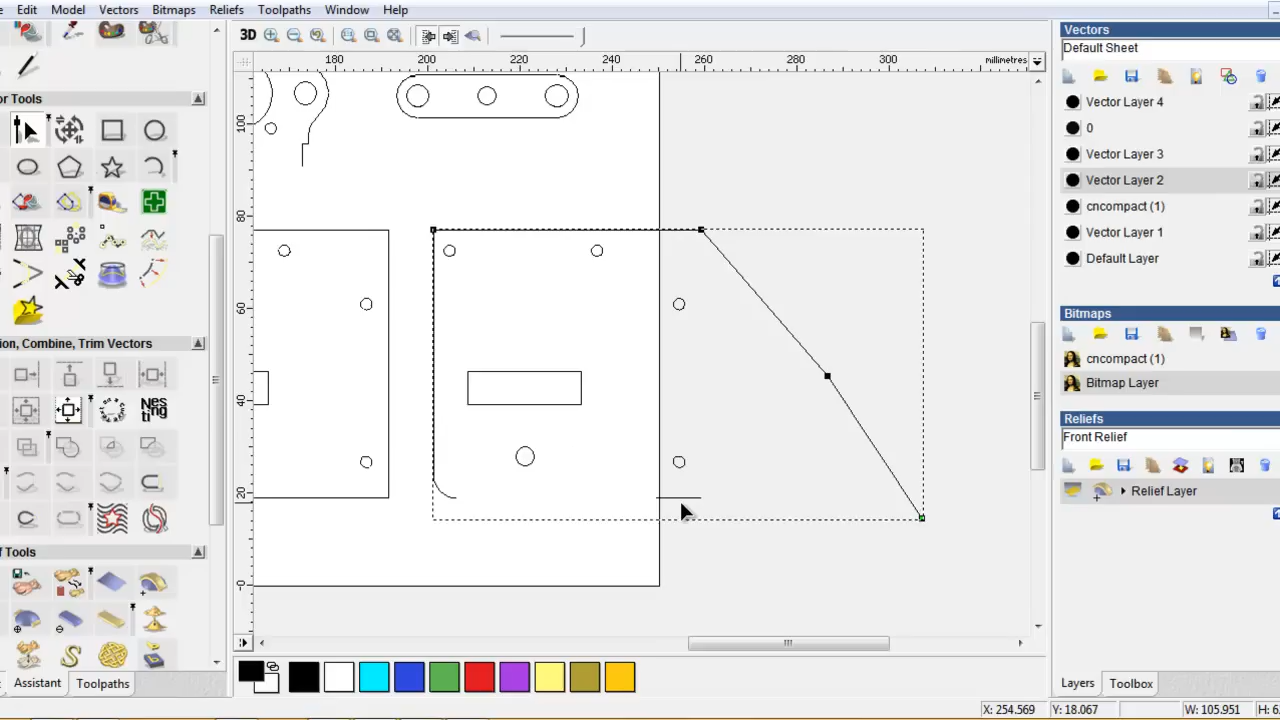 Edit Model Vectors Bitmaps Reliefs Toolpaths Window Help
3D
180 200 220 240 260 280 300 millimetres
100
80
60
40
20
-0
or Tools
Nes
ti
ion, Combine, Trim Vectors
f Tools
Assistant Toolpaths
Vectors
Default Sheet
Vector Layer 4
0
Vector Layer 3
Vector Layer 2
cncompact (1)
Vector Layer 1
Default Layer
Bitmaps
cncompact (1)
Bitmap Layer
Reliefs
Front Relief
Relief Layer
Layers Toolbox
X: 254.569 Y: 18.067 W: 105.951 H: 6